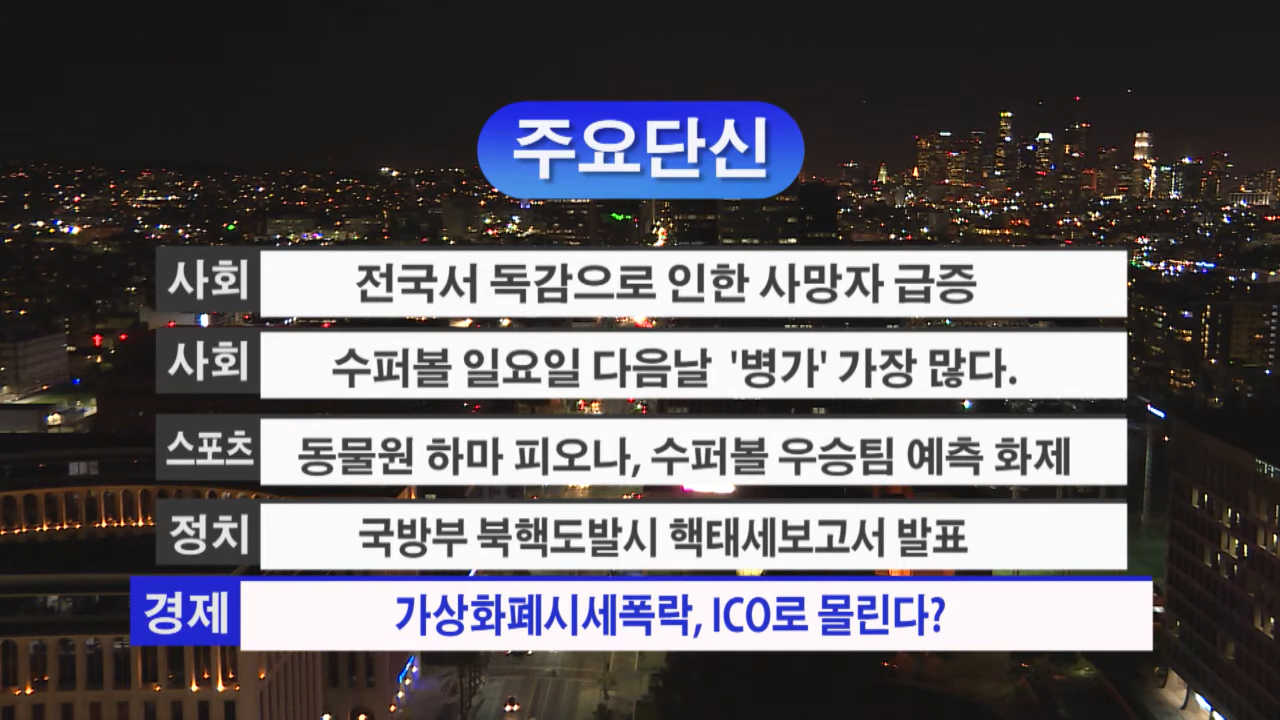 주요단신
사회 전국서 독감으로 인한 사망자 급증
사회 수퍼볼 일요일 다음날 '병가' 가장 많다.
스포츠 동물원 하마 피오나, 수퍼볼 우승팀 예측 화제
정치 국방부 북핵도발시 핵태세보고서 발표
경제 가상화폐시세폭락, ICO로 몰린다?